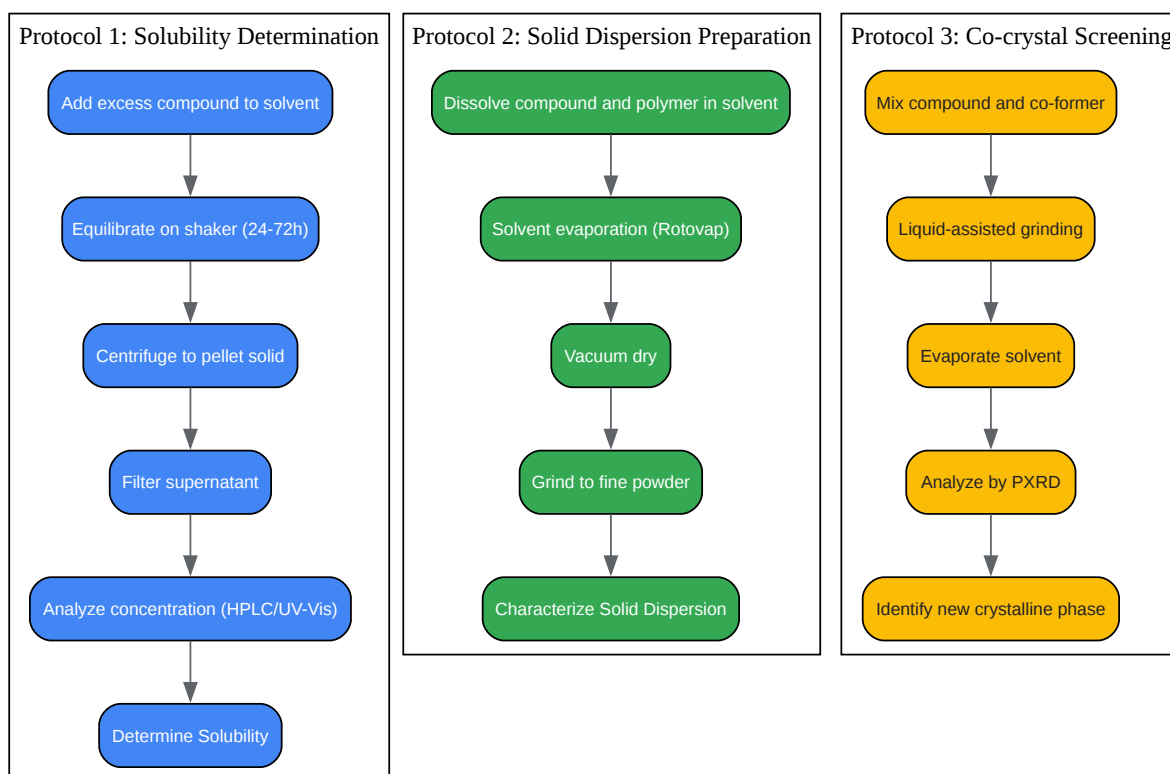 Protocol 1: Solubility Determination
Add excess compound to solvent
Equilibrate on shaker (24-72h)
Centrifuge to pellet solid
Filter supernatant
Analyze concentration (HPLC/UV-Vis)
Determine Solubility
Protocol 2: Solid Dispersion Preparation
Dissolve compound and polymer in solvent
Solvent evaporation (Rotovap)
Vacuum dry
Grind to fine powder
Characterize Solid Dispersion
Protocol 3: Co-crystal Screening
Mix compound and co-former
Liquid-assisted grinding
Evaporate solvent
Analyze by PXRD
Identify new crystalline phase